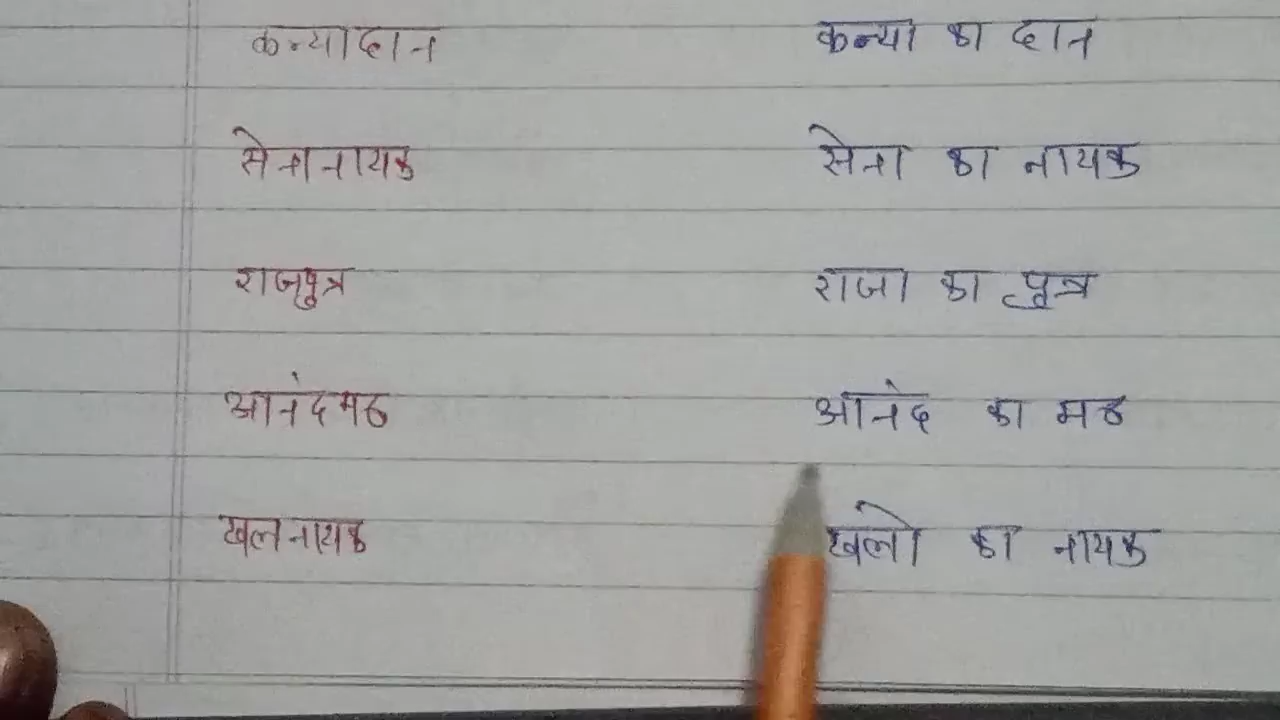 कन्यादान कन्या का दान
सेनानायक सेना का नायक
राजपुत्र राजा का पुत्र
आनंदमठ आनंद का मठ
खलनायक खलो का नायक